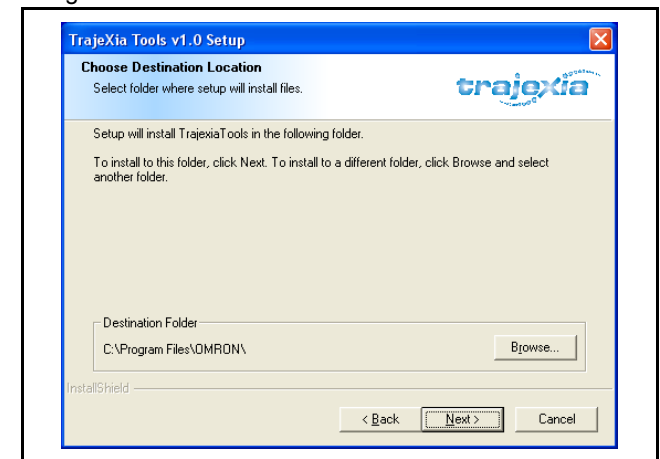 TrajeXia Tools v1.0 Setup
Choose Destination Location
Select folder where setup will install files.
trajexia
Setup will install TrajexiaTools in the following folder.
To install to this folder, click Next. To install to a different folder, click Browse and select
another folder.
Destination Folder
C:\Program Files\OMRON\
Browse...
InstallShield
< Back
Next >
Cancel